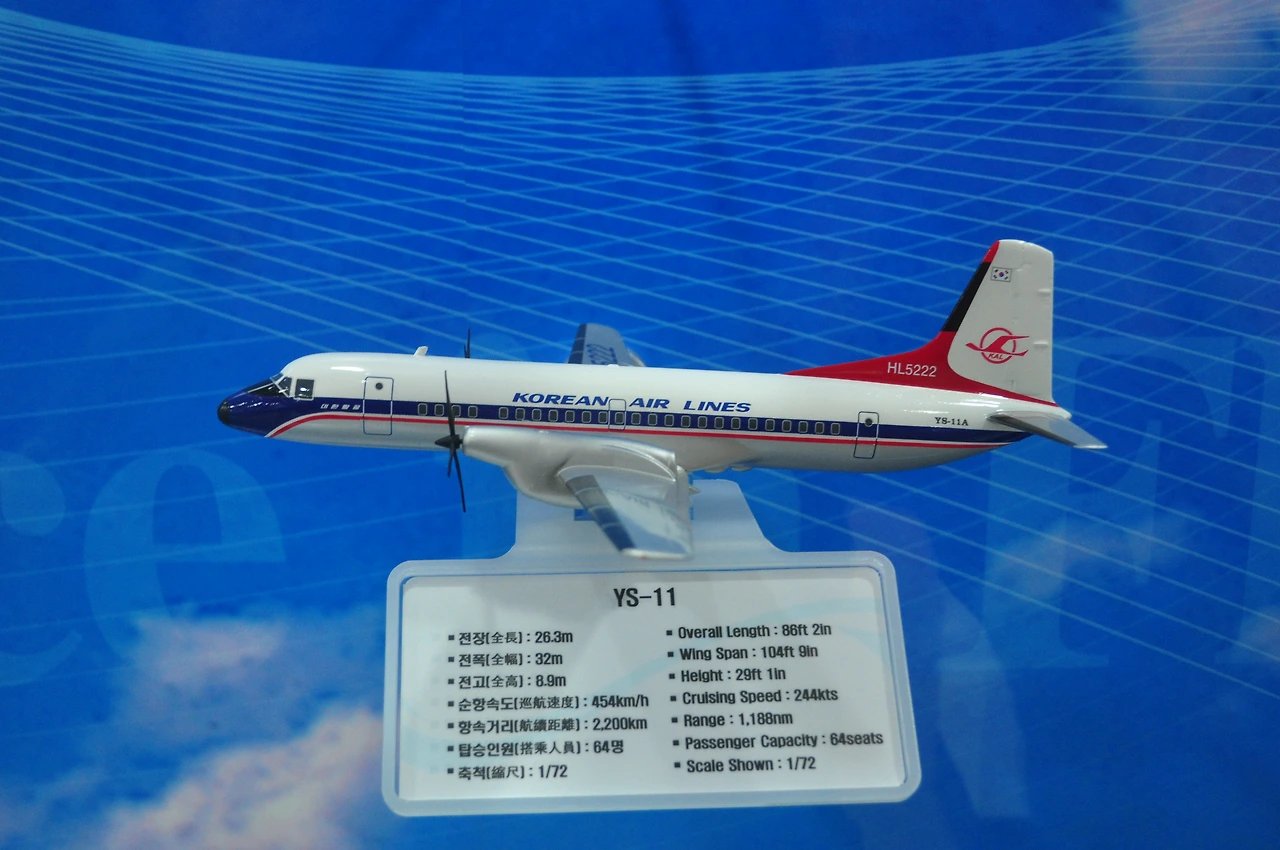 HL5222
KAL
KOREAN AIR LINES
대한항공
YS-11A
YS-11
▪ 전장(全長) : 26.3m
▪ 전폭(全幅) : 32m
▪ 전고(全高) : 8.9m
▪ 순항속도(巡航速度) : 454km/h
▪ 항속거리(航續距離) : 2,200km
▪ 탑승인원(搭乘人員) : 64명
▪ 축척(縮尺) : 1/72
▪ Overall Length : 86ft 2in
▪ Wing Span : 104ft 9in
▪ Height : 29ft 1in
▪ Cruising Speed : 244kts
▪ Range : 1,188nm
▪ Passenger Capacity : 64seats
▪ Scale Shown : 1/72